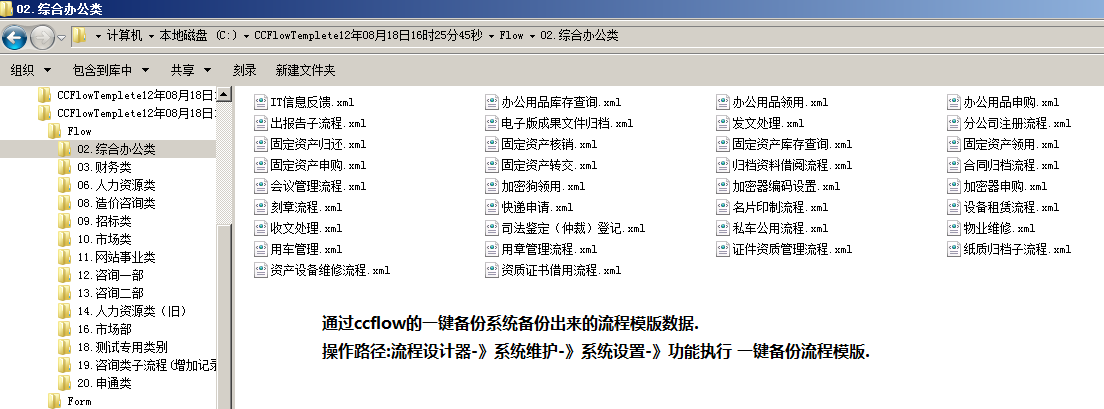 02.综合办公类
计算机 本地磁盘 (C:) CCFlowTemplete12年08月18日16时25分45秒 Flow 02.综合办公类
组织 包含到库中 共享 刻录 新建文件夹
CCFlowTemplete12年08月18日
CCFlowTemplete12年08月18日
Flow
02.综合办公类
03.财务类
06.人力资源类
08.造价咨询类
09.招标类
10.市场类
11.网站事业类
12.咨询一部
13.咨询二部
14.人力资源类（旧）
16.市场部
18.测试专用类别
19.咨询类子流程(增加记录
20.申通类
Form
IT信息反馈.xml 办公用品库存查询.xml 办公用品领用.xml 办公用品申购.xml
出报告子流程.xml 电子版成果文件归档.xml 发文处理.xml 分公司注册流程.xml
固定资产归还.xml 固定资产核销.xml 固定资产库存查询.xml 固定资产领用.xml
固定资产申购.xml 固定资产转交.xml 归档资料借阅流程.xml 合同归档流程.xml
会议管理流程.xml 加密狗领用.xml 加密器编码设置.xml 加密器申购.xml
刻章流程.xml 快递申请.xml 名片印制流程.xml 设备租赁流程.xml
收文处理.xml 司法鉴定（仲裁）登记.xml 私车公用流程.xml 物业维修.xml
用车管理.xml 用章管理流程.xml 证件资质管理流程.xml 纸质归档子流程.xml
资产设备维修流程.xml 资质证书借用流程.xml
通过ccflow的一键备份系统备份出来的流程模版数据.
操作路径:流程设计器-》系统维护-》系统设置-》功能执行 一键备份流程模版.